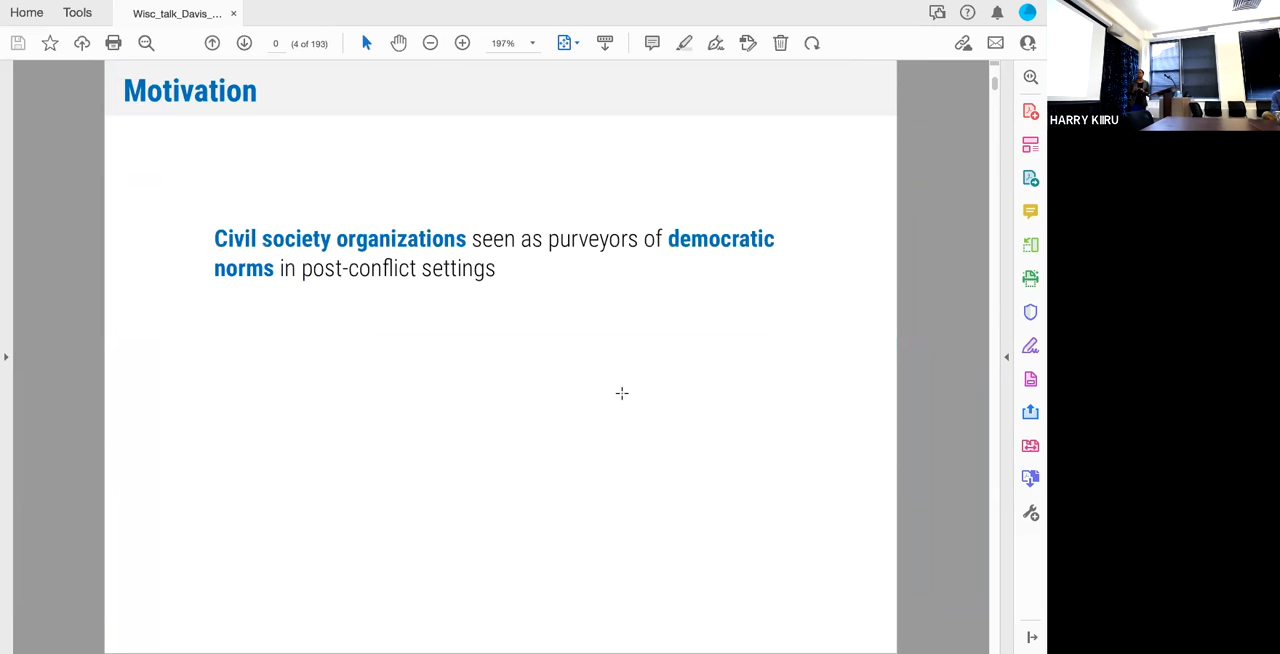 Home
Tools
Wisc_talk_Davis_...
0
(4 of 193)
197%
HARRY KIIRU
Motivation
Civil society organizations seen as purveyors of democratic
norms in post-conflict settings